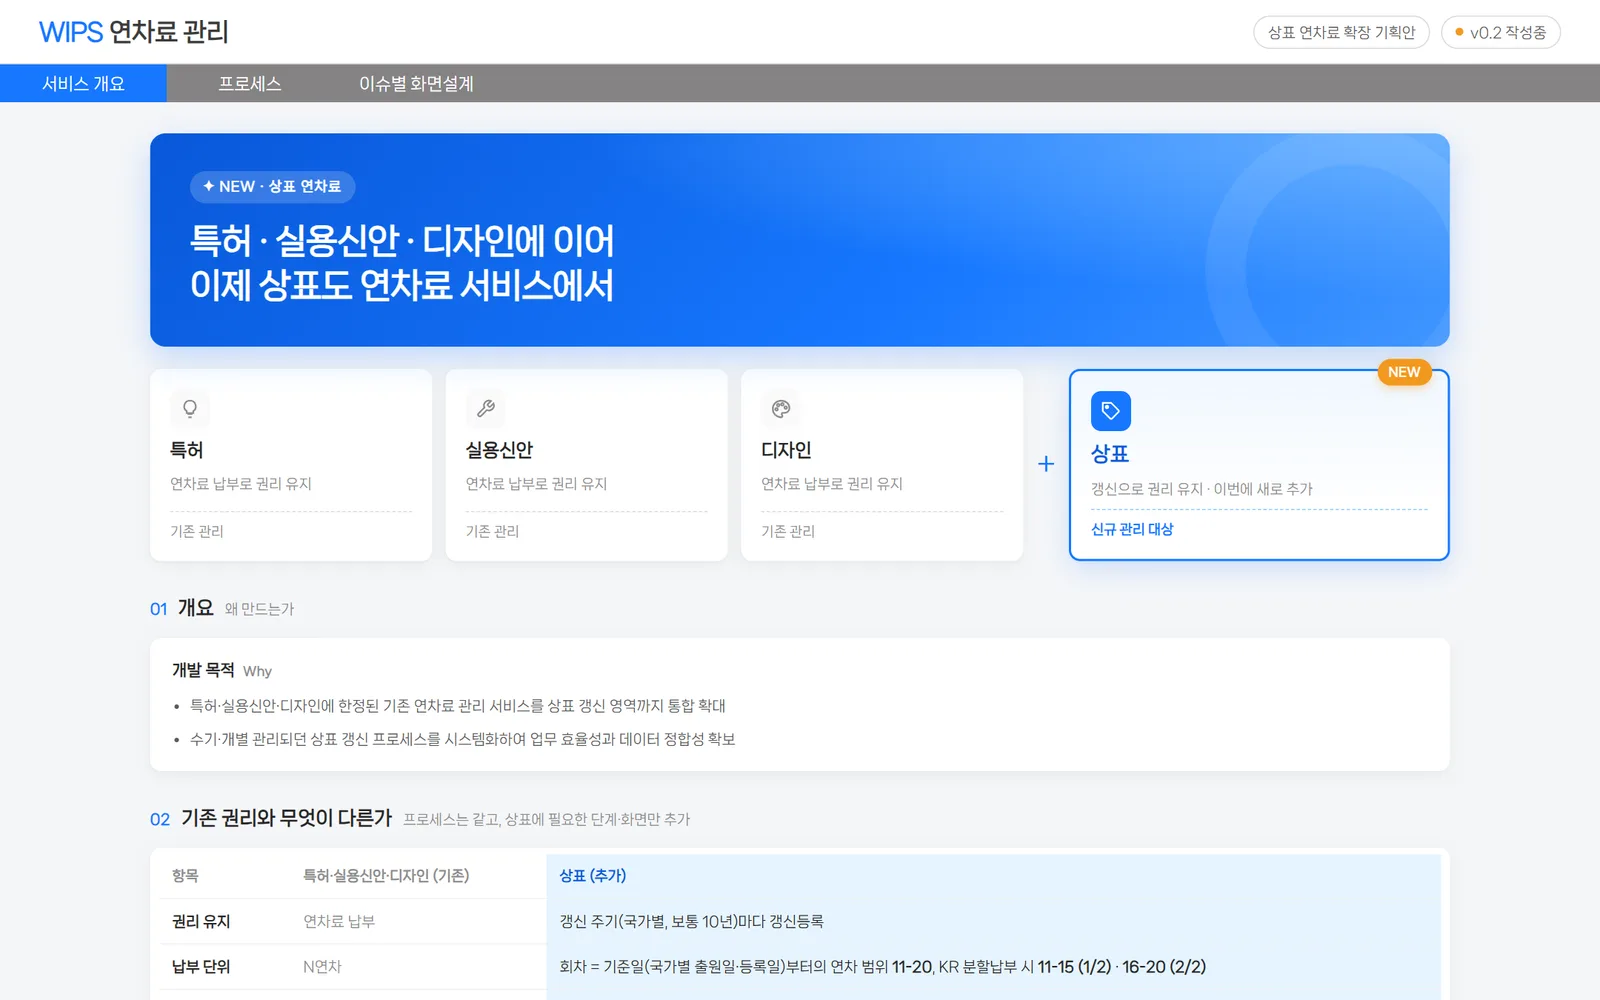 WIPS 연차료 관리
상표 연차료 확장 기획안
v0.2 작성중
서비스 개요
프로세스
이슈별 화면설계
✦ NEW · 상표 연차료
특허 · 실용신안 · 디자인에 이어
이제 상표도 연차료 서비스에서
특허
연차료 납부로 권리 유지
기존 관리
실용신안
연차료 납부로 권리 유지
기존 관리
디자인
연차료 납부로 권리 유지
기존 관리
+
NEW
상표
갱신으로 권리 유지 · 이번에 새로 추가
신규 관리 대상
01 개요 왜 만드는가
개발 목적 Why
• 특허·실용신안·디자인에 한정된 기존 연차료 관리 서비스를 상표 갱신 영역까지 통합 확대
• 수기·개별 관리되던 상표 갱신 프로세스를 시스템화하여 업무 효율성과 데이터 정합성 확보
02 기존 권리와 무엇이 다른가 프로세스는 같고, 상표에 필요한 단계·화면만 추가
항목 특허·실용신안·디자인 (기존) 상표 (추가)
권리 유지 연차료 납부 갱신 주기(국가별, 보통 10년)마다 갱신등록
납부 단위 N연차 회차 = 기준일(국가별 출원일·등록일)부터의 연차 범위 11-20, KR 분할납부 시 11-15 (1/2) · 16-20 (2/2)